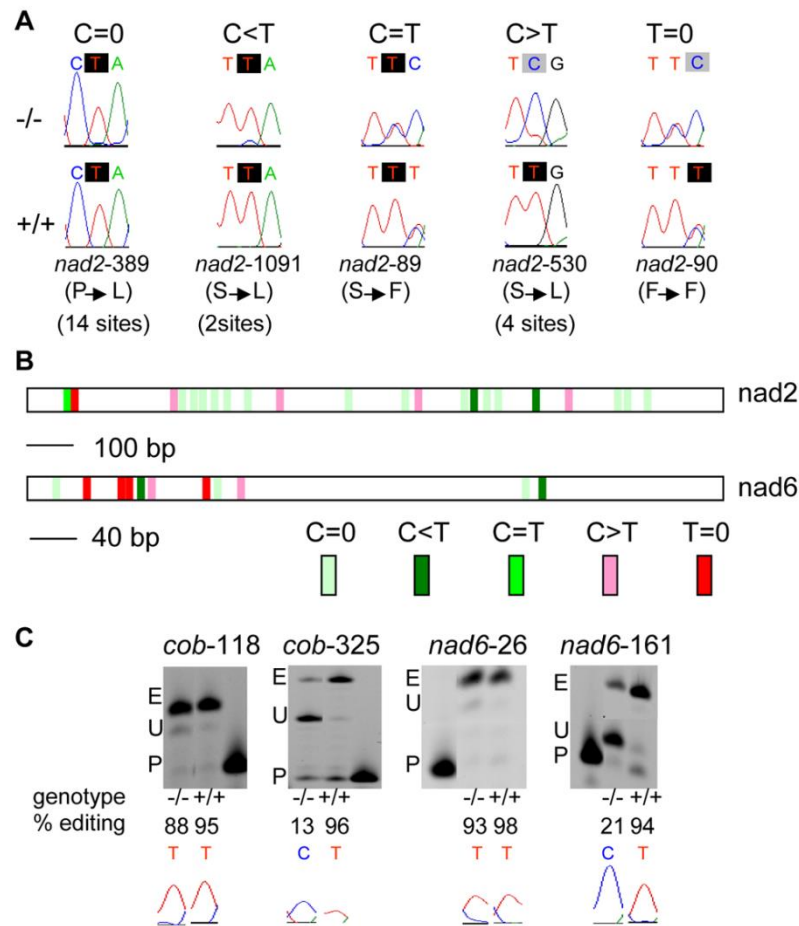 A
C=0 C<T C=T C>T T=0
C T A T T A T T C T C G T T C
-/-
C T A T T A T T T T T G T T T
+/+
nad2-389 nad2-1091 nad2-89 nad2-530 nad2-90
(P→L) (S→L) (S→F) (S→L) (F→F)
(14 sites) (2sites) (4 sites)
B
nad2
100 bp
nad6
40 bp
C=0 C<T C=T C>T T=0
C
cob-118 cob-325 nad6-26 nad6-161
E E E E
U U U U
P P P P
genotype -/- +/+ -/- +/+ -/- +/+ -/- +/+
% editing 88 95 13 96 93 98 21 94
T T C T T T C T